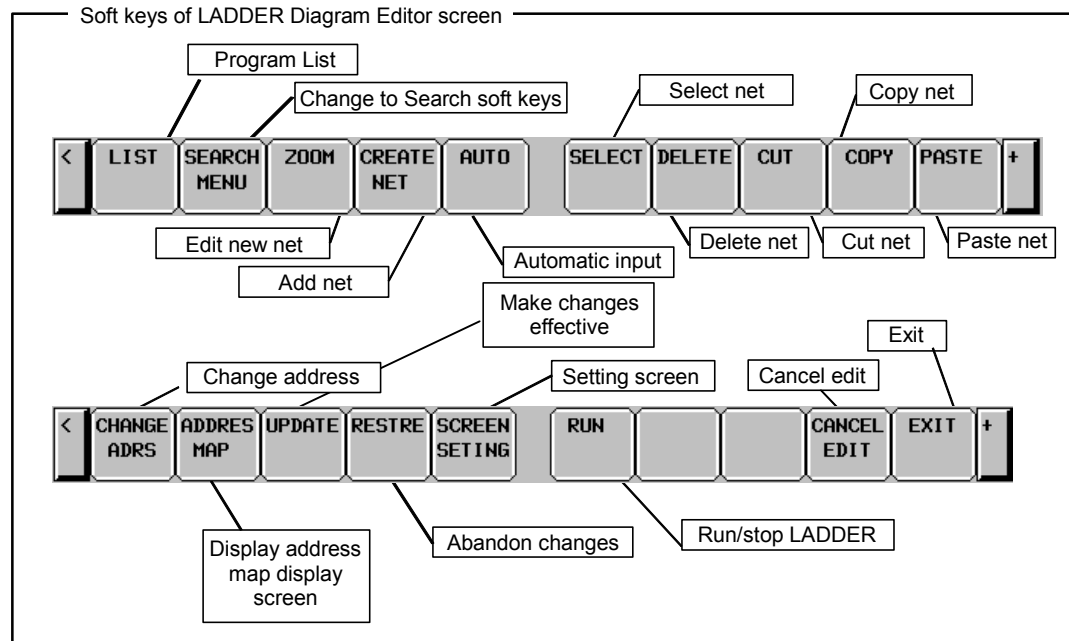 Soft keys of LADDER Diagram Editor screen
Program List
Change to Search soft keys
Select net
Copy net
< LIST SEARCH MENU ZOOM CREATE NET AUTO SELECT DELETE CUT COPY PASTE +
Edit new net
Add net
Automatic input
Delete net
Cut net
Paste net
Make changes
effective
Change address
Setting screen
Cancel edit
Exit
< CHANGE ADRS ADDRES MAP UPDATE RESTRE SCREEN SETING RUN CANCEL EDIT EXIT +
Display address
map display
screen
Abandon changes
Run/stop LADDER